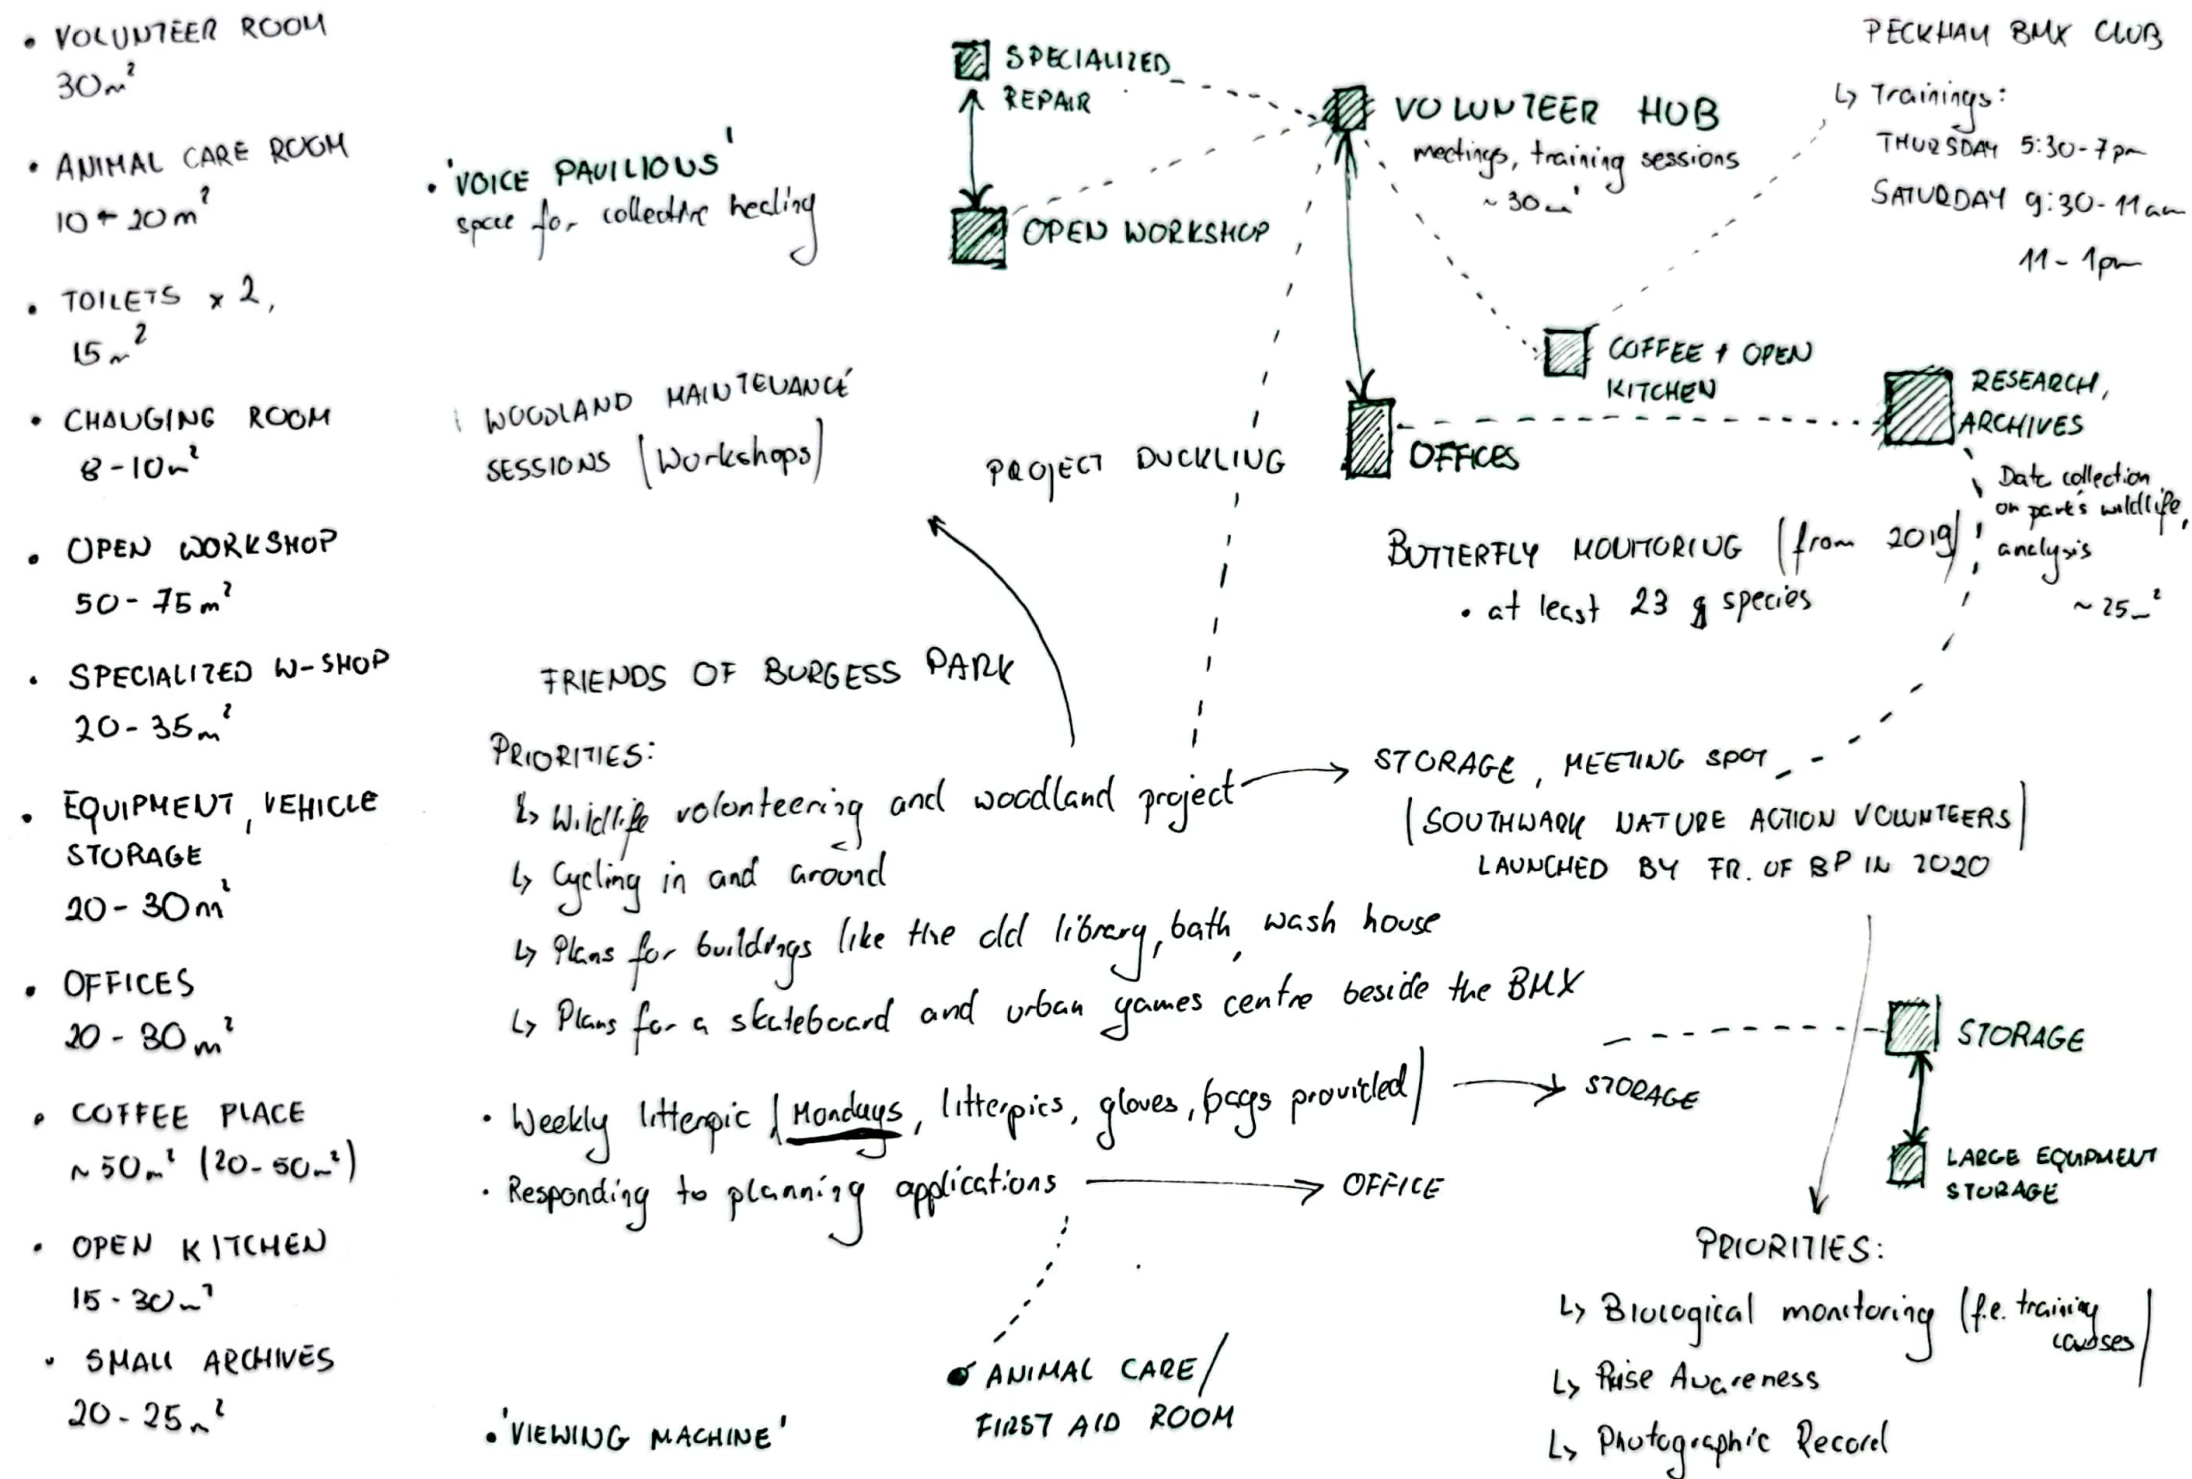 • VOLUNTEER ROOM
30m²
• ANIMAL CARE ROOM
10 + 20m²
• TOILETS x 2,
15m²
• CHANGING ROOM
8-10m²
• OPEN WORKSHOP
50-75m²
• SPECIALIZED W-SHOP
20-35m²
• EQUIPMENT, VEHICLE
STORAGE
20-30m²
• OFFICES
20-30m²
• COFFEE PLACE
~50m² (20-50m²)
• OPEN KITCHEN
15-30m²
• SMALL ARCHIVES
20-25m²
• 'VOICE PAVILIOUS'
space for collective healing
WOODLAND MAINTENANCE
SESSIONS (Workshops)
SPECIALIZED
REPAIR
OPEN WORKSHOP
VOLUNTEER HUB
meetings, training sessions
~30m²
PECKHAM BMX CLUB
↳ Trainings:
THURSDAY 5:30-7pm
SATURDAY 9:30-11am
11-1pm
COFFEE + OPEN
KITCHEN
OFFICES
RESEARCH,
ARCHIVES
Data collection
on park's wildlife,
analysis
~25m²
PROJECT DUCKLING
BUTTERFLY MONITORING (from 2019)
• at least 23 species
FRIENDS OF BURGESS PARK
PRIORITIES:
↳ Wildlife volonteering and woodland project
↳ Cycling in and around
↳ Plans for buildings like the old library, bath, wash house
↳ Plans for a skateboard and urban games centre beside the BMX
• Weekly litterpic (Mondays, litterpics, gloves, bags provided)
• Responding to planning applications
STORAGE, MEETING SPOT
(SOUTHWARK NATURE ACTION VOLUNTEERS)
LAUNCHED BY FR. OF BP IN 2020
STORAGE
OFFICE
STORAGE
LARGE EQUIPMENT
STORAGE
PRIORITIES:
↳ Biological monitoring (f.e. training
courses)
↳ Raise Awareness
↳ Photographic Record
• ANIMAL CARE/
FIRST AID ROOM
• 'VIEWING MACHINE'